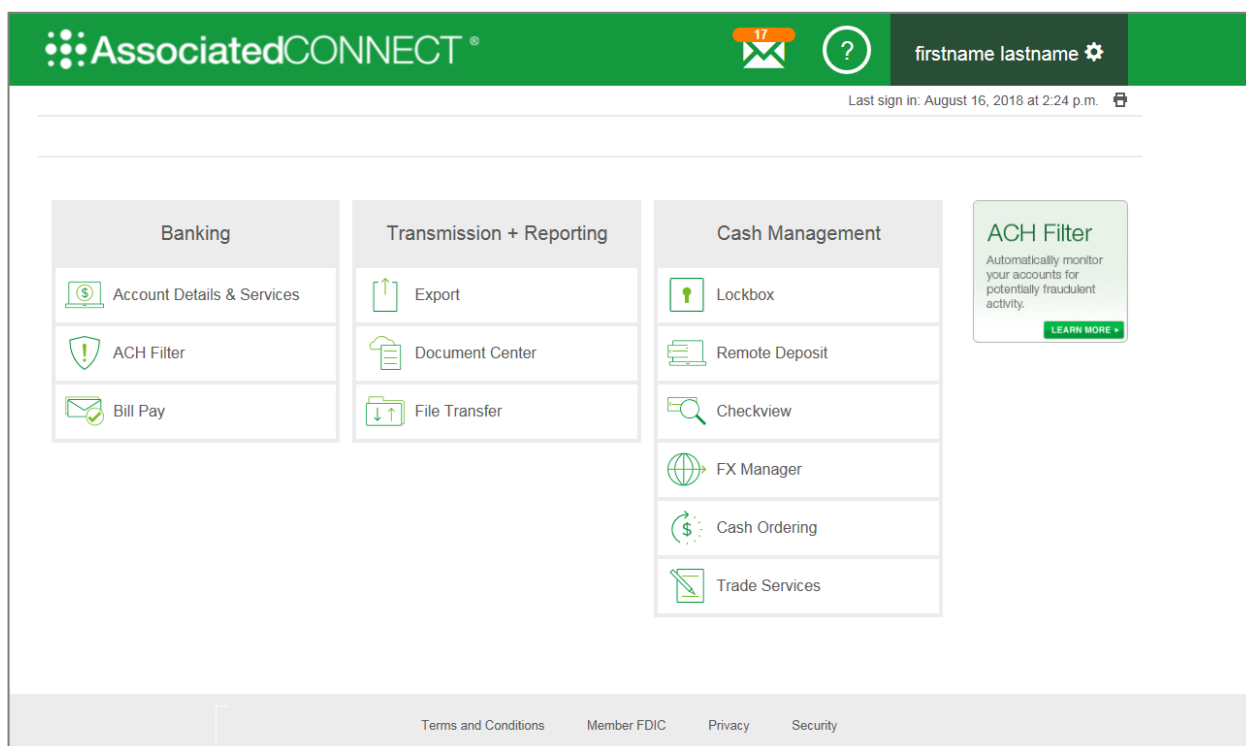 AssociatedCONNECT ®
17
?
firstname lastname
Last sign in: August 16, 2018 at 2:24 p.m.
Banking
$
Account Details & Services
!
ACH Filter
Bill Pay
Transmission + Reporting
Export
Document Center
File Transfer
Cash Management
Lockbox
Remote Deposit
Checkview
FX Manager
$
Cash Ordering
Trade Services
ACH Filter
Automatically monitor
your accounts for
potentially fraudulent
activity.
LEARN MORE
Terms and Conditions Member FDIC Privacy Security